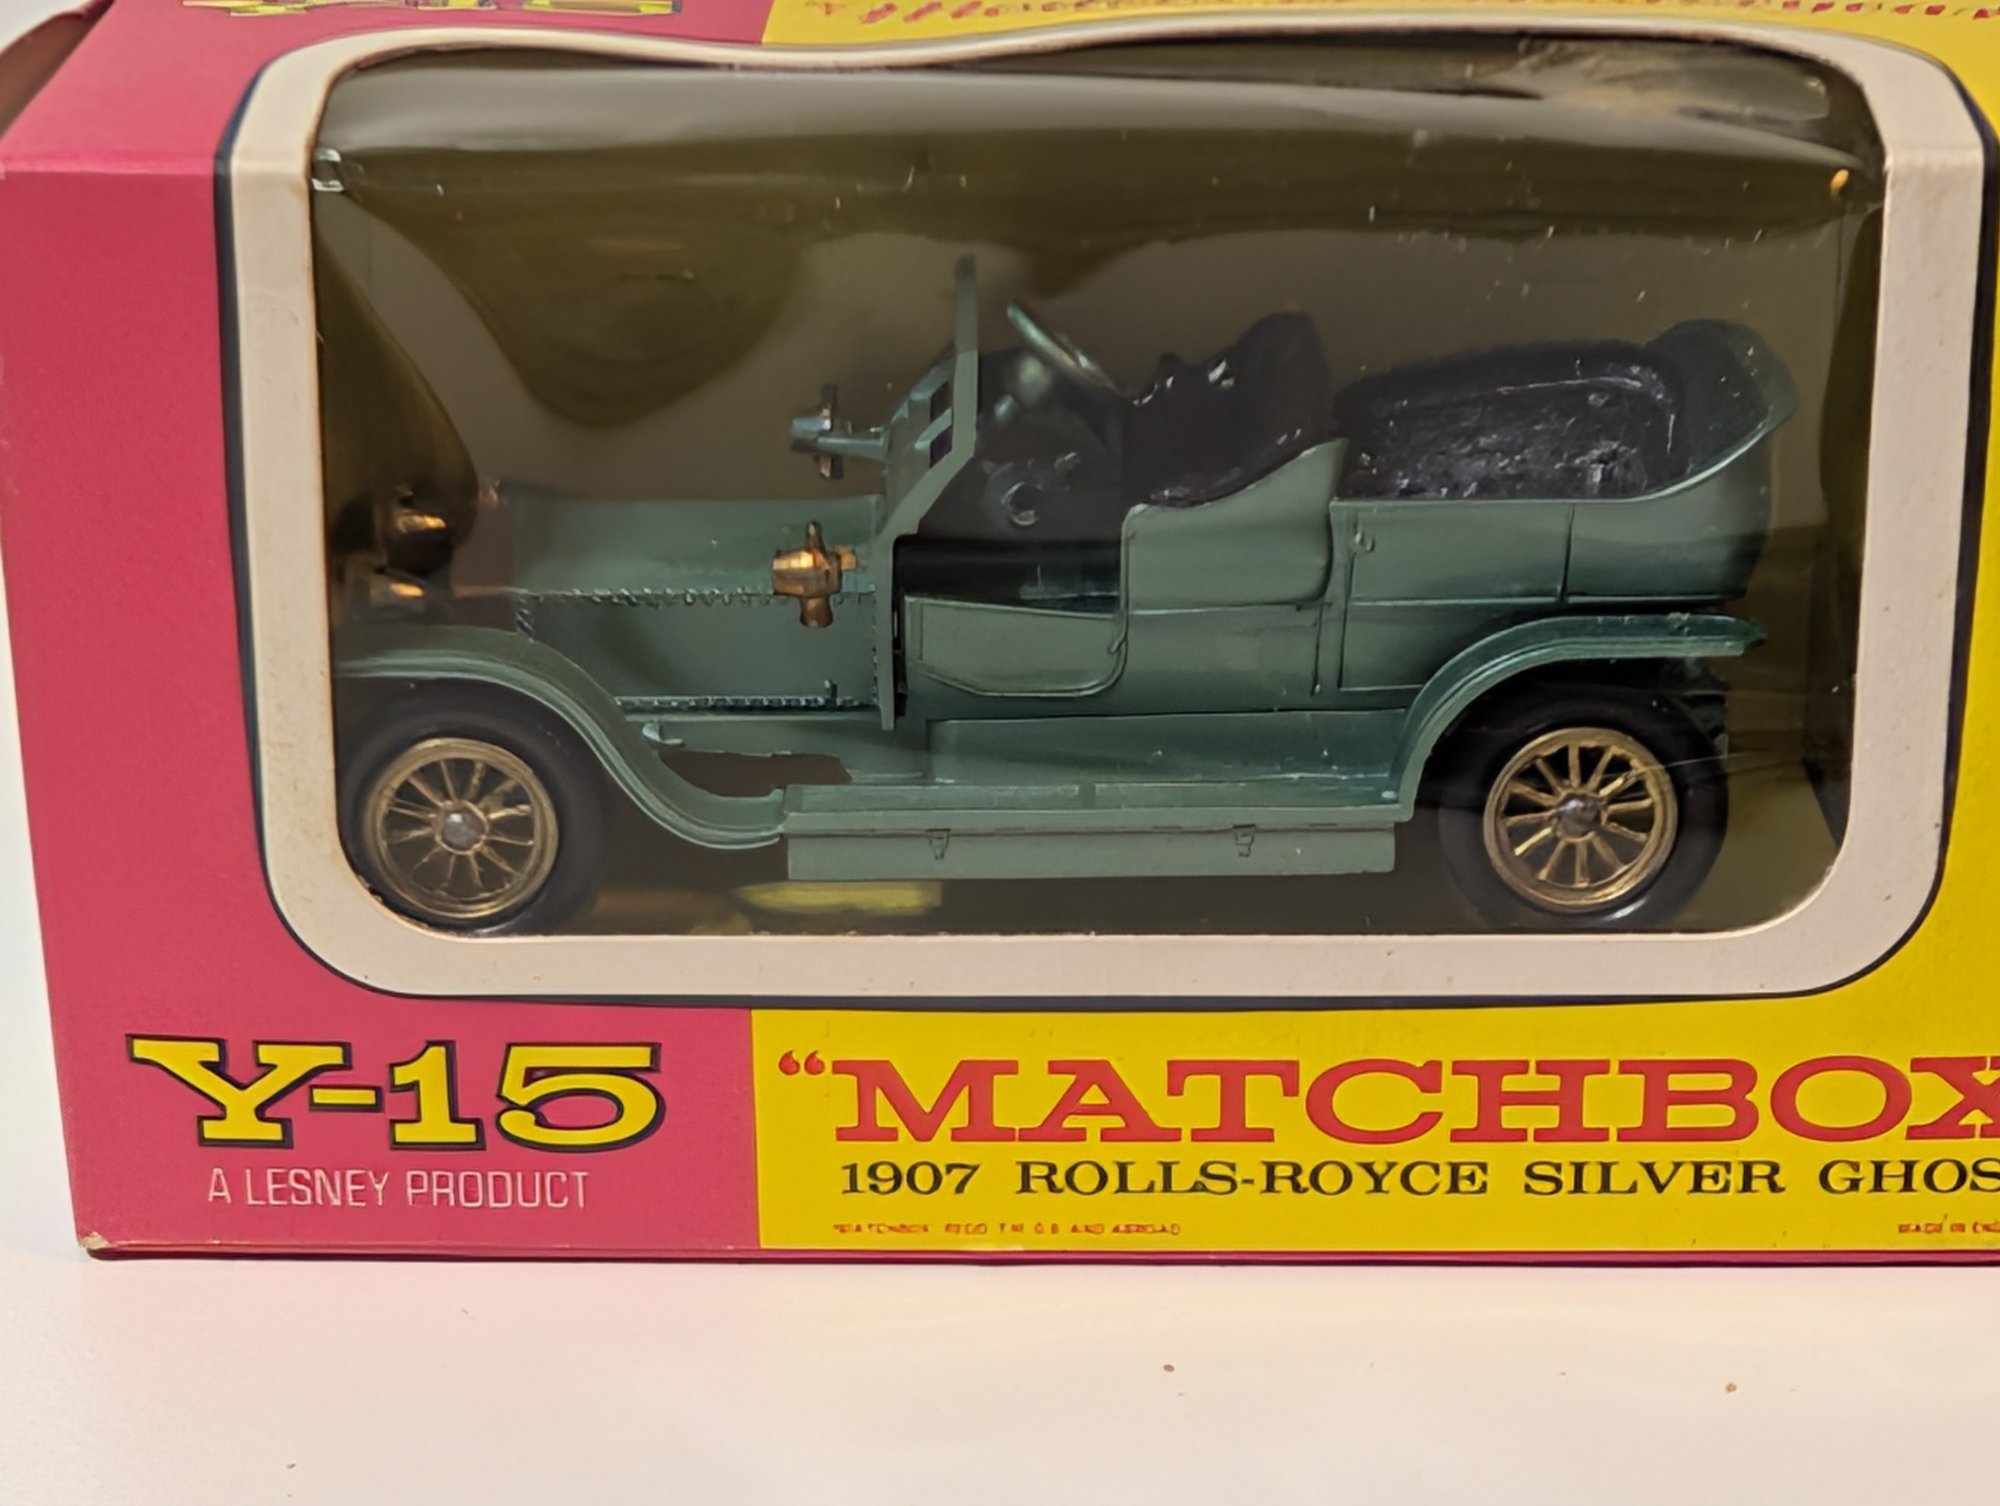 Y-15
A LESNEY PRODUCT
“MATCHBOX
1907 ROLLS-ROYCE SILVER GHOS